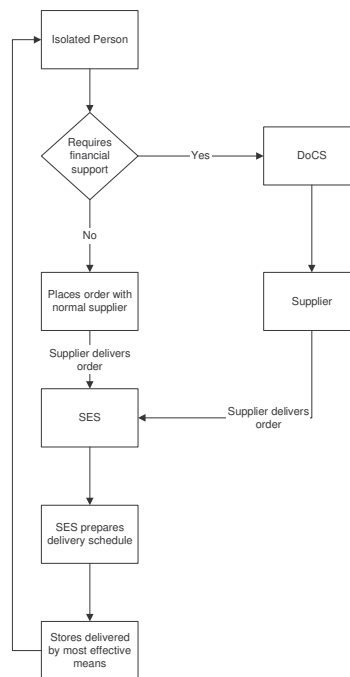 Isolated Person
Requires
financial
support
Yes
DoCS
No
Places order with
normal supplier
Supplier
Supplier delivers
order
SES
Supplier delivers
order
SES prepares
delivery schedule
Stores delivered
by most effective
means